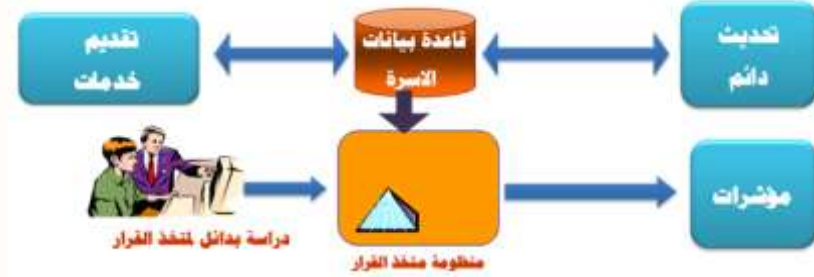 تحديث
دائم
قاعدة بيانات
الاسرة
تقديم
خدمات
مؤشرات
دراسة بدائل لمتخذ القرار
منظومة متخذ القرار